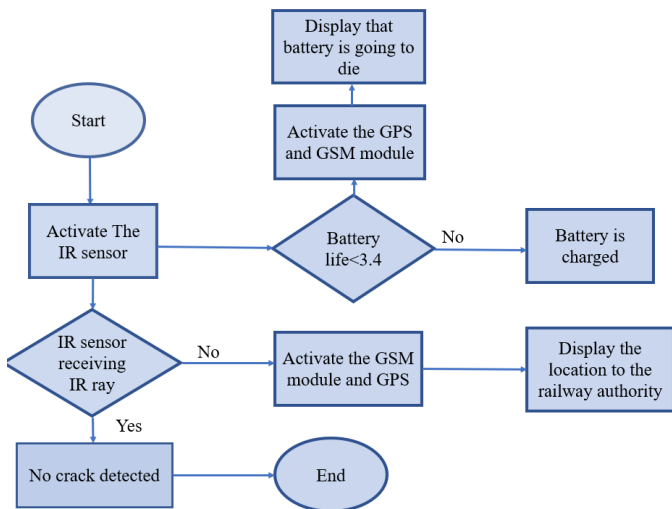 Display that
battery is going to
die
Start
Activate the GPS
and GSM module
Activate The
IR sensor
Battery
life<3.4
No
Battery is
charged
IR sensor
receiving
IR ray
No
Activate the GSM
module and GPS
Display the
location to the
railway authority
Yes
No crack detected
End